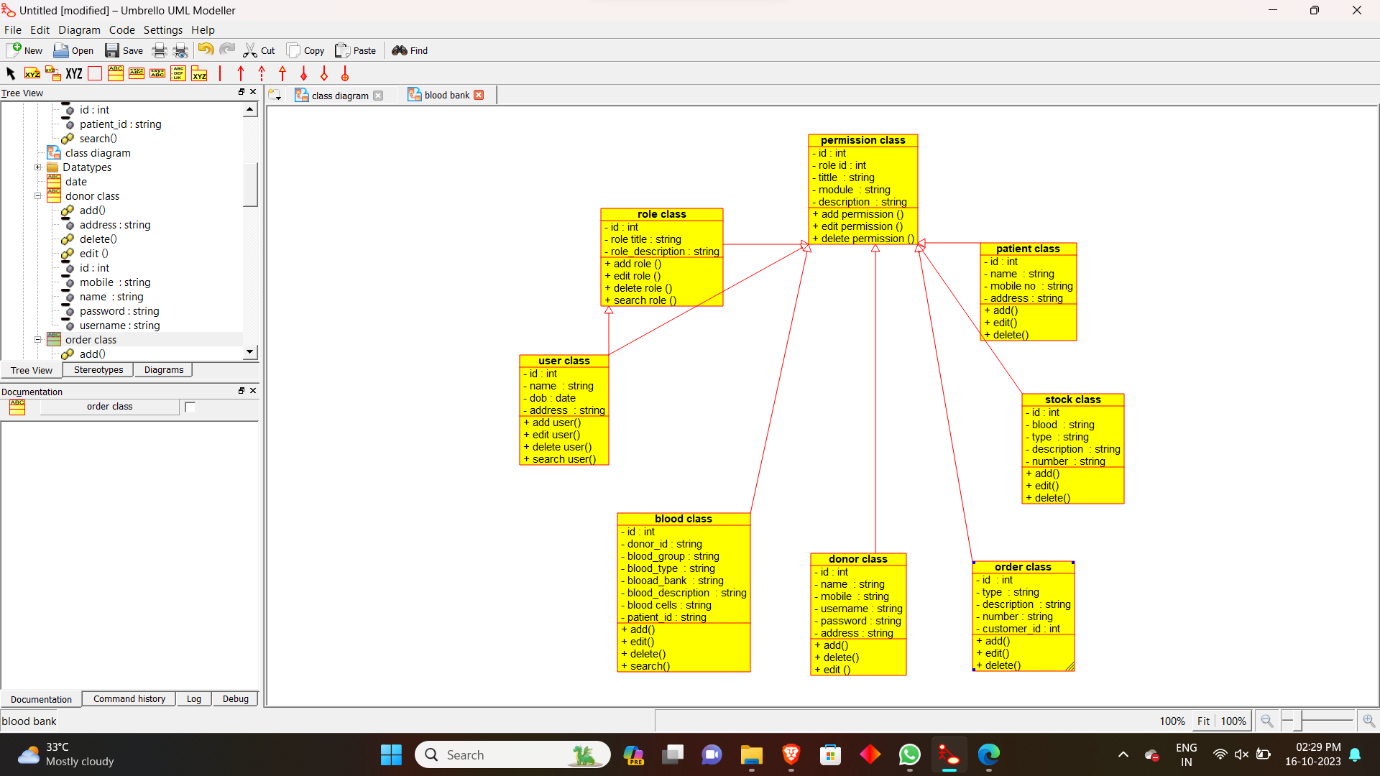 Untitled [modified] – Umbrello UML Modeller
File Edit Diagram Code Settings Help
New Open Save Cut Copy Paste Find
XYZ
Tree View
class diagram
blood bank
id : int
patient_id : string
search()
class diagram
Datatypes
date
donor class
add()
address : string
delete()
edit ()
id : int
mobile : string
name : string
password : string
username : string
order class
add()
Tree View Stereotypes Diagrams
Documentation
order class
Documentation Command history Log Debug
permission class
- id : int
- role id : int
- tittle : string
- module : string
- description : string
+ add permission ()
+ edit permission ()
+ delete permission ()
role class
- id : int
- role title : string
- role_description : string
+ add role ()
+ edit role ()
+ delete role ()
+ search role ()
patient class
- id : int
- name : string
- mobile no : string
- address : string
+ add()
+ edit()
+ delete()
user class
- id : int
- name : string
- dob : date
- address : string
+ add user()
+ edit user()
+ delete user()
+ search user()
stock class
- id : int
- blood : string
- type : string
- description : string
- number : string
+ add()
+ edit()
+ delete()
blood class
- id : int
- donor_id : string
- blood_group : string
- blood_type : string
- blooad_bank : string
- blood_description : string
- blood cells : string
- patient_id : string
+ add()
+ edit()
+ delete()
+ search()
donor class
- id : int
- name : string
- mobile : string
- username : string
- password : string
- address : string
+ add()
+ delete()
+ edit ()
order class
- id : int
- type : string
- description : string
- number : string
- customer_id : int
+ add()
+ edit()
+ delete()
blood bank
100% Fit 100%
33°C
Mostly cloudy
Search
PRE
ENG
IN
02:29 PM
16-10-2023